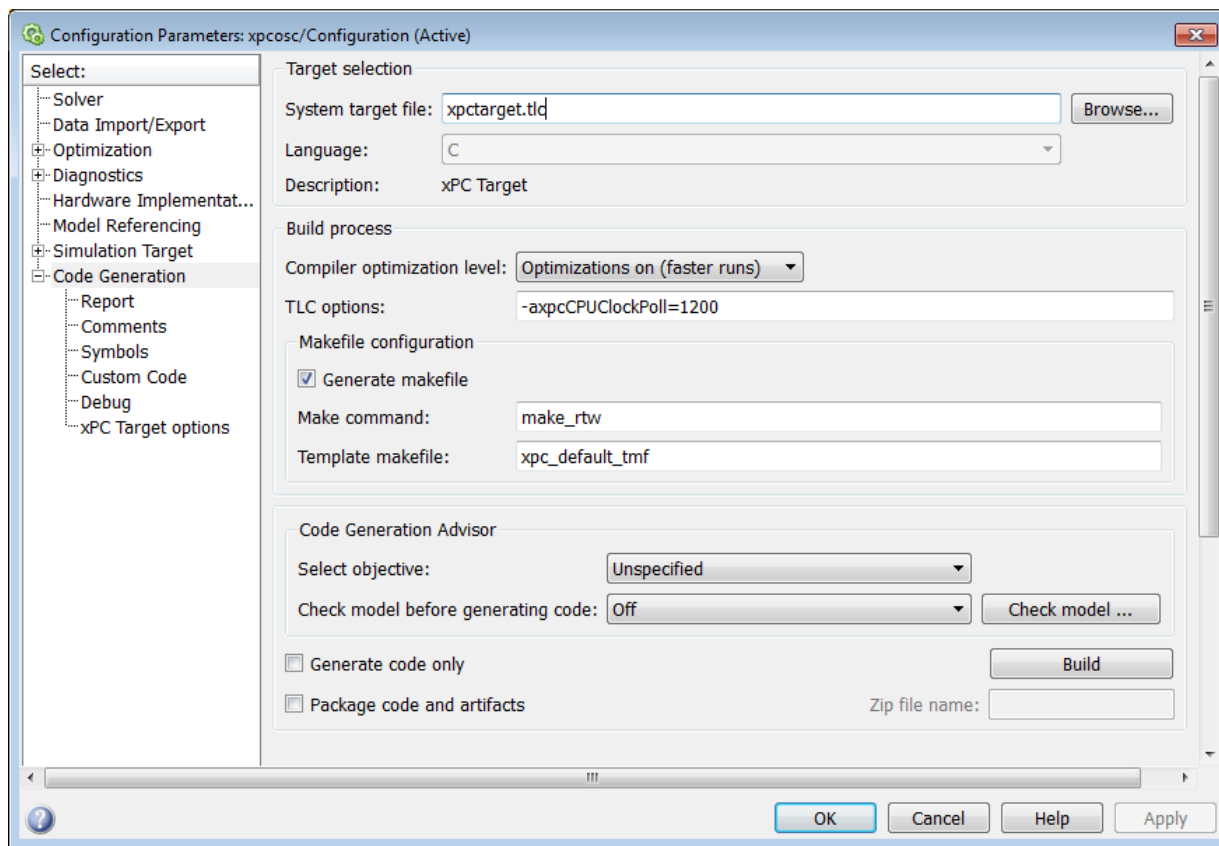 Configuration Parameters: xpcosc/Configuration (Active)
Select:
Solver
Data Import/Export
Optimization
Diagnostics
Hardware Implementat...
Model Referencing
Simulation Target
Code Generation
Report
Comments
Symbols
Custom Code
Debug
xPC Target options
Target selection
System target file: xpctarget.tlc Browse...
Language: C
Description: xPC Target
Build process
Compiler optimization level: Optimizations on (faster runs)
TLC options: -axpcCPUClockPoll=1200
Makefile configuration
Generate makefile
Make command: make_rtw
Template makefile: xpc_default_tmf
Code Generation Advisor
Select objective: Unspecified
Check model before generating code: Off Check model ...
Generate code only Build
Package code and artifacts Zip file name:
OK Cancel Help Apply